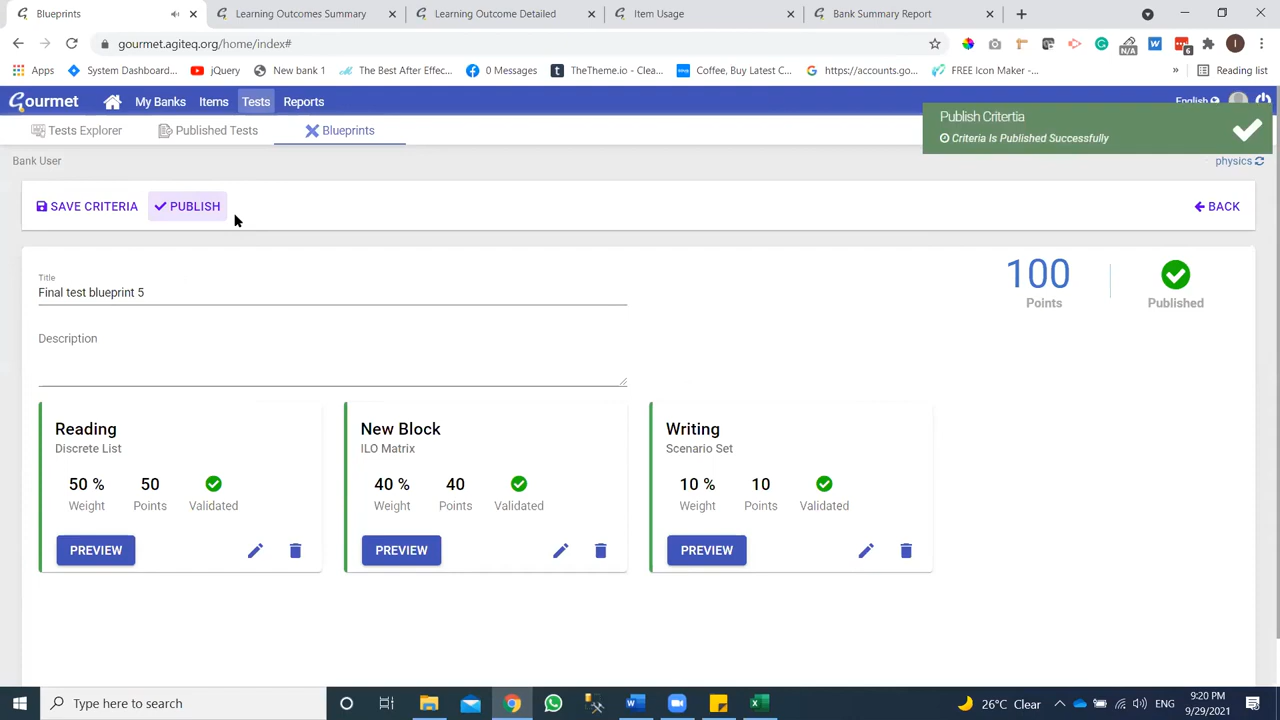 Blueprints
Learning Outcomes Summary
Learning Outcome Detailed
Item Usage
Bank Summary Report
gourmet.agiteq.org/home/index#
N/A
6
I
Apps
System Dashboard...
jQuery
New bank 1
The Best After Effec...
0 Messages
TheTheme.io - Clea...
Coffee, Buy Latest C...
https://accounts.go...
FREE Icon Maker -...
»
Reading list
Gourmet
My Banks
Items
Tests
Reports
English
Tests Explorer
Published Tests
Blueprints
Publish Critertia
Criteria Is Published Successfully
Bank User
physics
SAVE CRITERIA
PUBLISH
BACK
Title
Final test blueprint 5
100
Points
Published
Description
Reading
Discrete List
50 %
50
Weight
Points
Validated
PREVIEW
New Block
ILO Matrix
40 %
40
Weight
Points
Validated
PREVIEW
Writing
Scenario Set
10 %
10
Weight
Points
Validated
PREVIEW
Type here to search
26°C Clear
ENG
9:20 PM
9/29/2021